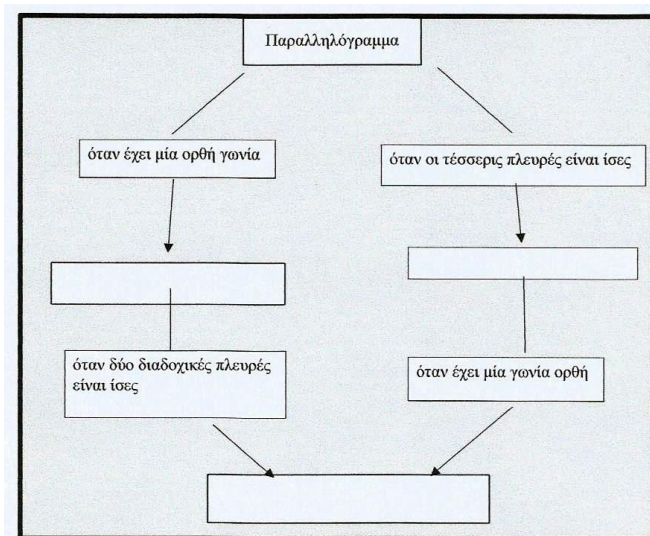 Παραλληλόγραμμα
όταν έχει μία ορθή γωνία
όταν οι τέσσερις πλευρές είναι ίσες
όταν δύο διαδοχικές πλευρές
είναι ίσες
όταν έχει μία γωνία ορθή